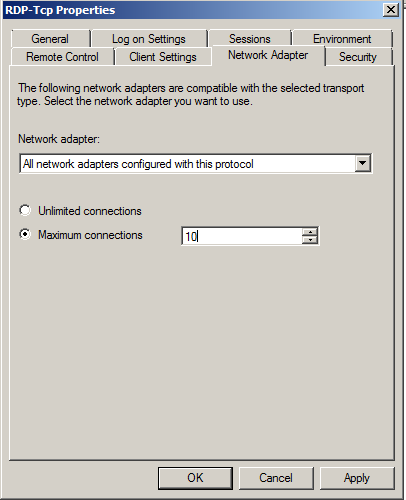 RDP-Tcp Properties
General Log on Settings Sessions Environment
Remote Control Client Settings Network Adapter Security
The following network adapters are compatible with the selected transport
type. Select the network adapter you want to use.
Network adapter:
All network adapters configured with this protocol
Unlimited connections
Maximum connections 10
OK Cancel Apply